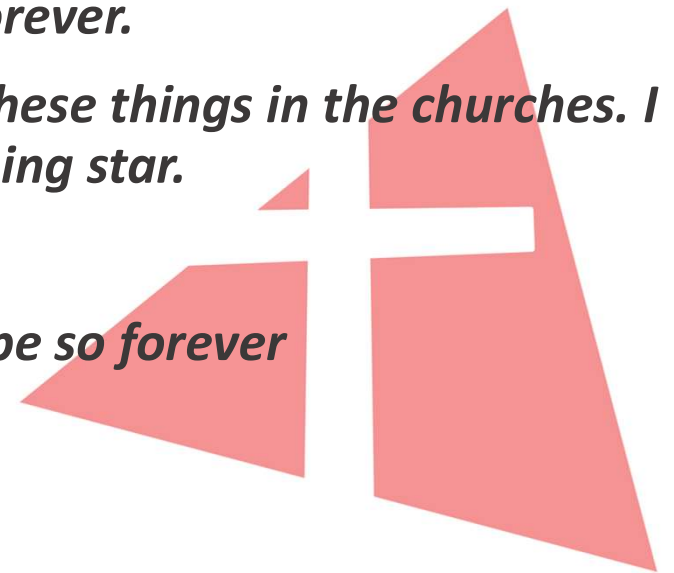 orever.
hese things in the churches. I
ing star.
be so forever